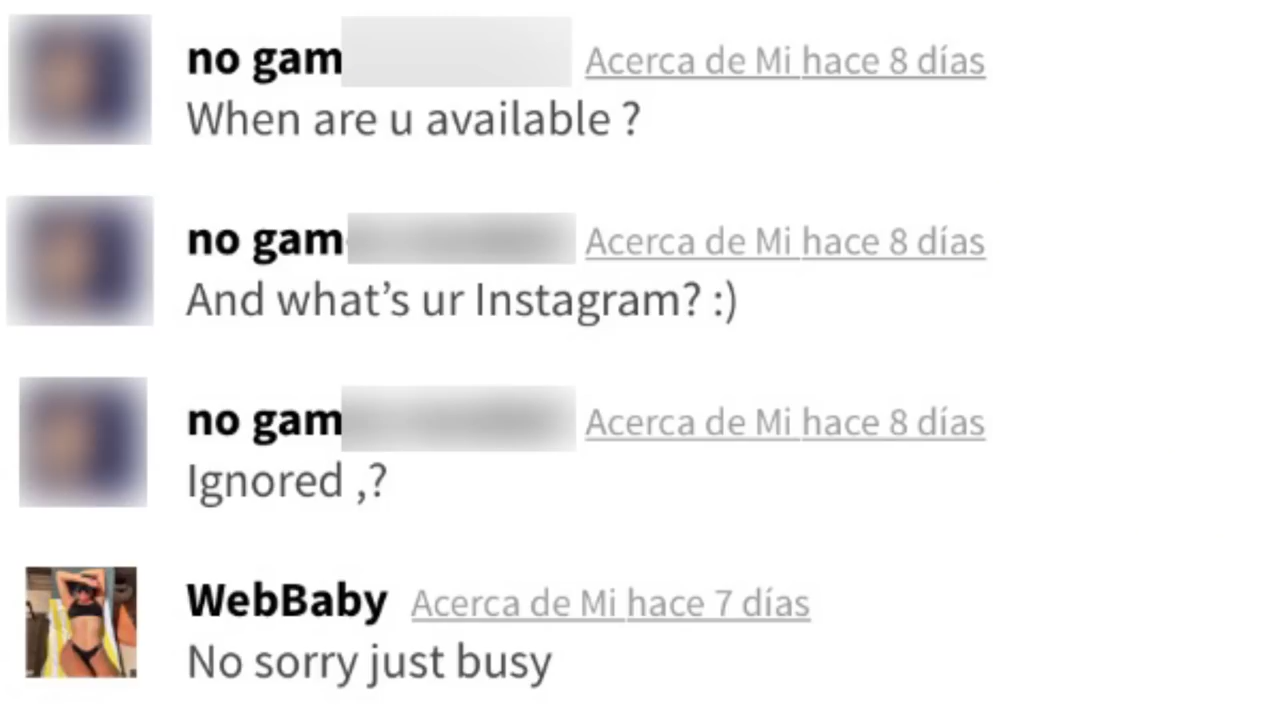 no gam Acerca de Mi hace 8 días
When are u available ?
no gam Acerca de Mi hace 8 días
And what’s ur Instagram? :)
no gam Acerca de Mi hace 8 días
Ignored ,?
WebBaby Acerca de Mi hace 7 días
No sorry just busy